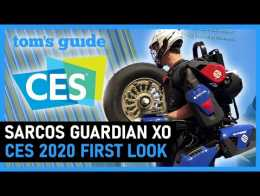 tom's guide
CES
SARCOS GUARDIAN XO
CES 2020 FIRST LOOK